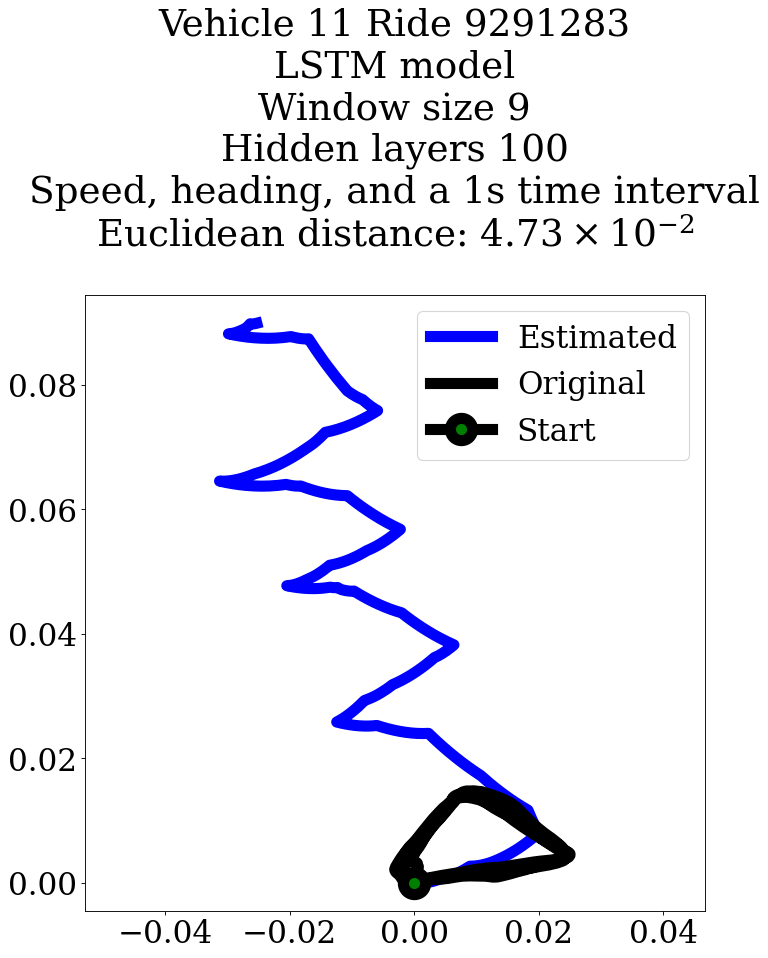 Vehicle 11 Ride 9291283
LSTM model
Window size 9
Hidden layers 100
Speed, heading, and a 1s time interval
Euclidean distance: 4.73 × 10⁻²
Estimated
Original
Start
0.08
0.06
0.04
0.02
0.00
−0.04 −0.02 0.00 0.02 0.04